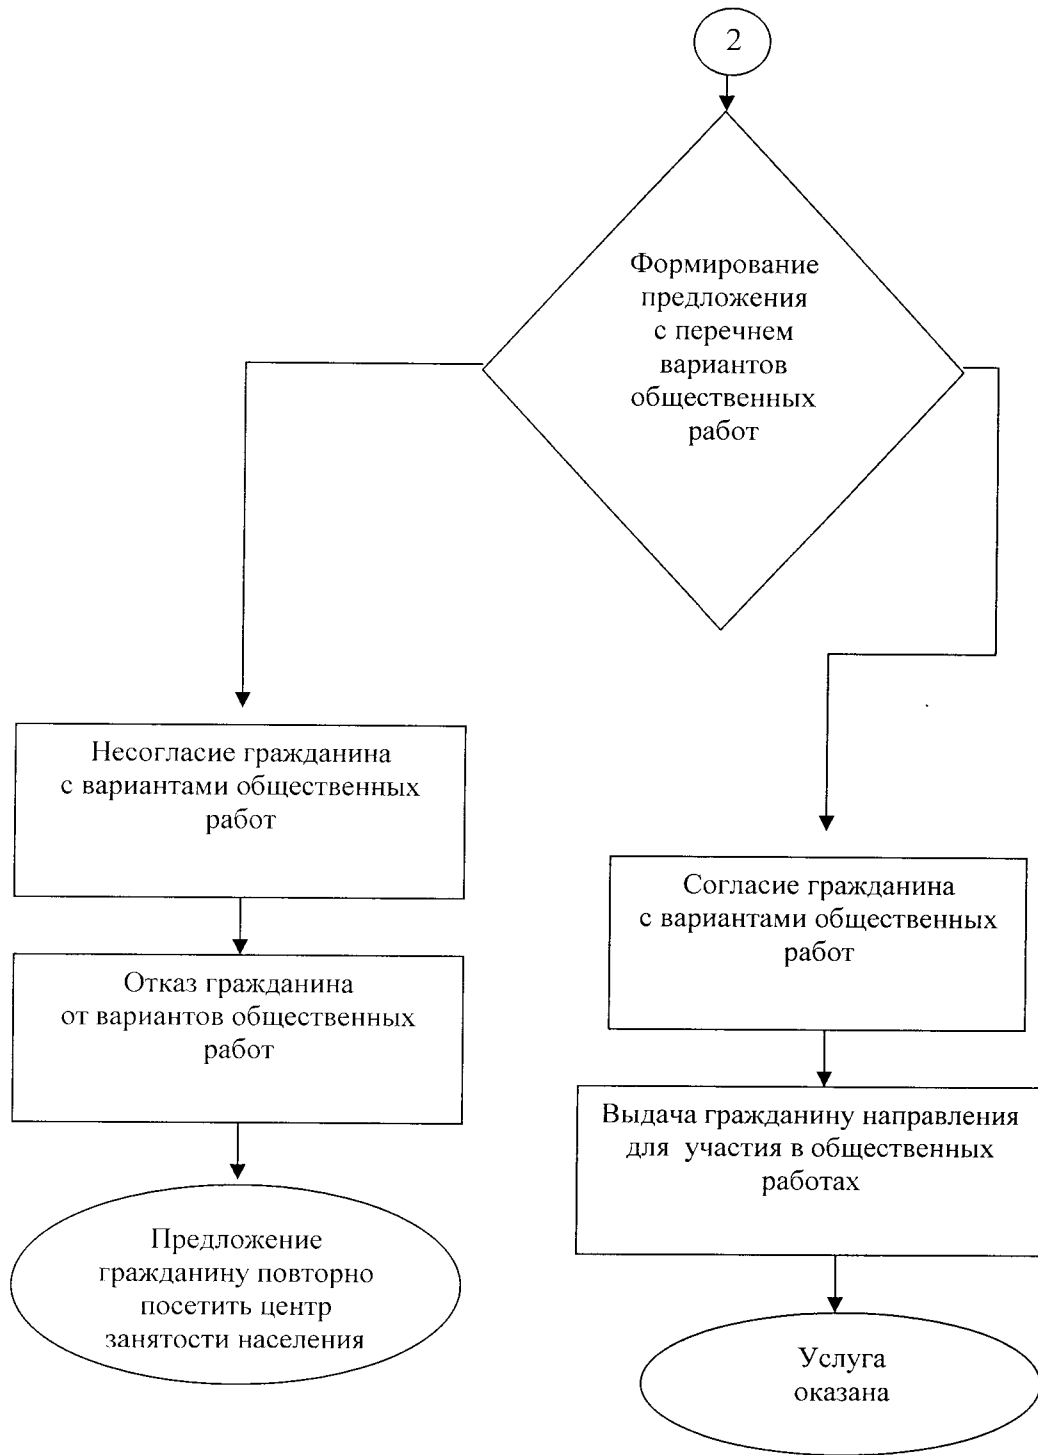 2
Формирование
предложения
с перечнем
вариантов
общественных
работ
Несогласие гражданина
с вариантами общественных
работ
Отказ гражданина
от вариантов общественных
работ
Предложение
гражданину повторно
посетить центр
занятости населения
Согласие гражданина
с вариантами общественных
работ
Выдача гражданину направления
для участия в общественных
работах
Услуга
оказана